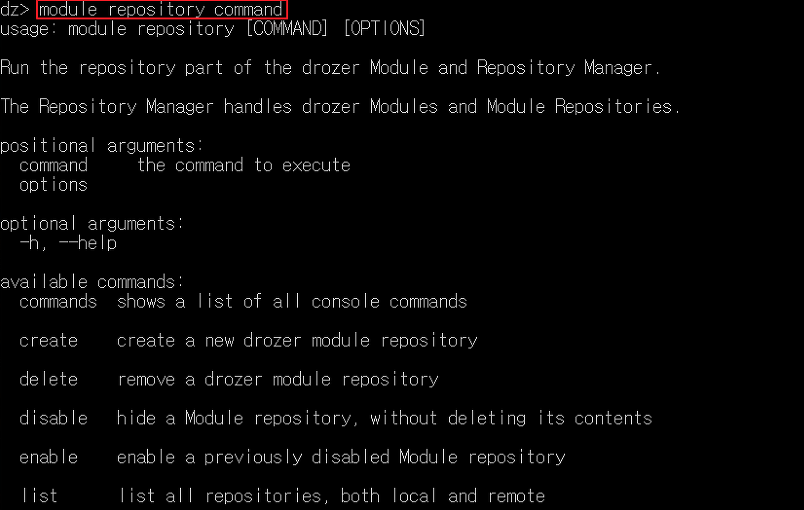 dz> module repository command
usage: module repository [COMMAND] [OPTIONS]
Run the repository part of the drozer Module and Repository Manager.
The Repository Manager handles drozer Modules and Module Repositories.
positional arguments:
command the command to execute
options
optional arguments:
-h, --help
available commands:
commands shows a list of all console commands
create create a new drozer module repository
delete remove a drozer module repository
disable hide a Module repository, without deleting its contents
enable enable a previously disabled Module repository
list list all repositories, both local and remote